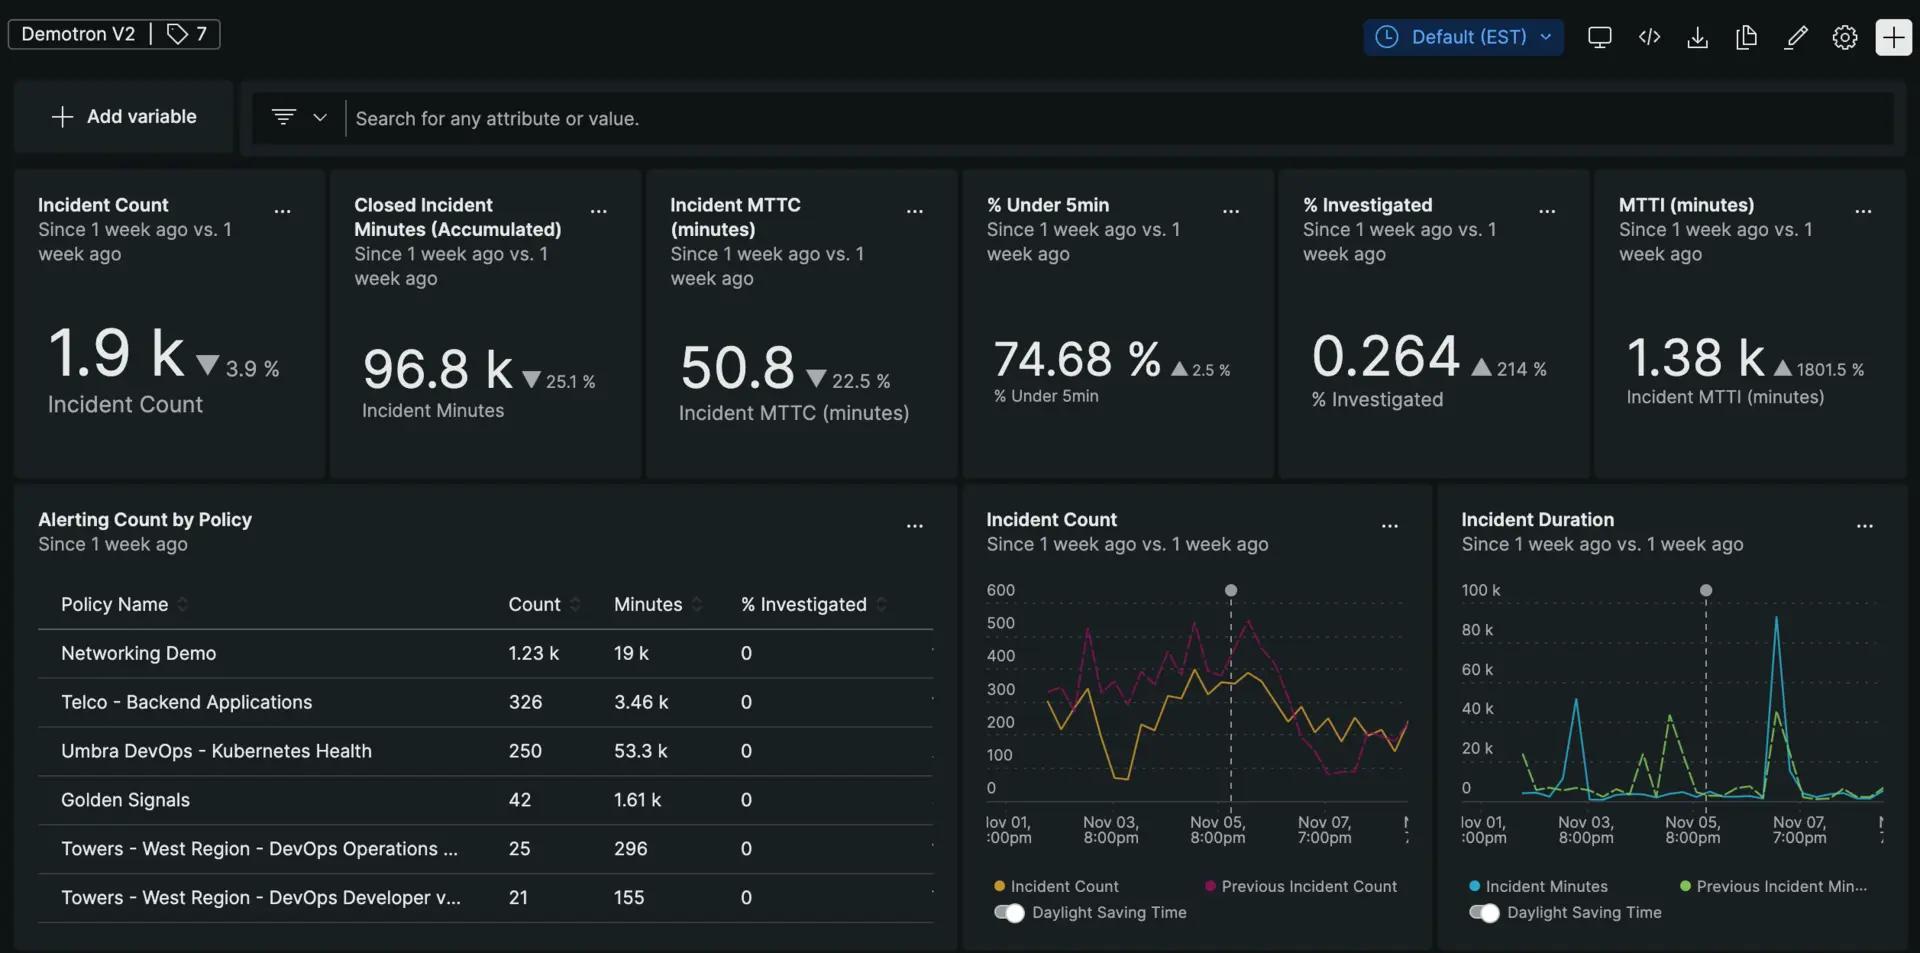 Demotron V2 | 7
Default (EST)
Add variable
Search for any attribute or value.
Incident Count
Since 1 week ago vs. 1
week ago
1.9 k
3.9 %
Incident Count
Closed Incident
Minutes (Accumulated)
Since 1 week ago vs. 1
week ago
96.8 k
25.1 %
Incident Minutes
Incident MTTC
(minutes)
Since 1 week ago vs. 1
week ago
50.8
22.5 %
Incident MTTC (minutes)
% Under 5min
Since 1 week ago vs. 1
week ago
74.68 %
2.5 %
% Under 5min
% Investigated
Since 1 week ago vs. 1
week ago
0.264
214 %
% Investigated
MTTI (minutes)
Since 1 week ago vs. 1
week ago
1.38 k
1801.5 %
Incident MTTI (minutes)
Alerting Count by Policy
Since 1 week ago
Policy Name Count Minutes % Investigated
Networking Demo 1.23 k 19 k 0
Telco - Backend Applications 326 3.46 k 0
Umbra DevOps - Kubernetes Health 250 53.3 k 0
Golden Signals 42 1.61 k 0
Towers - West Region - DevOps Operations ... 25 296 0
Towers - West Region - DevOps Developer v... 21 155 0
Incident Count
Since 1 week ago vs. 1 week ago
600
500
400
300
200
100
0
lov 01, Nov 03, Nov 05, Nov 07,
:00pm 8:00pm 8:00pm 7:00pm
Incident Count Previous Incident Count
Daylight Saving Time
Incident Duration
Since 1 week ago vs. 1 week ago
100 k
80 k
60 k
40 k
20 k
0
lov 01, Nov 03, Nov 05, Nov 07,
:00pm 8:00pm 8:00pm 7:00pm
Incident Minutes Previous Incident Min...
Daylight Saving Time